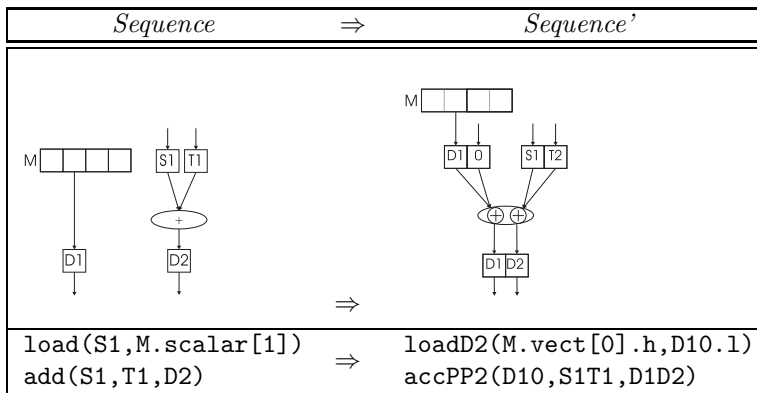 Sequence ⇒ Sequence’
M
M
S1 T1
D1 0
S1 T2
+
+ +
D1
D2
D1 D2
⇒
load(S1,M.scalar[1]) ⇒ loadD2(M.vect[0].h,D10.l)
add(S1,T1,D2) accPP2(D10,S1T1,D1D2)